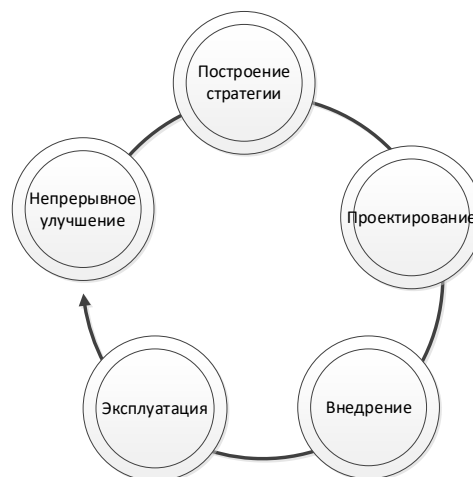 Построение
стратегии
Проектирование
Внедрение
Эксплуатация
Непрерывное
улучшение